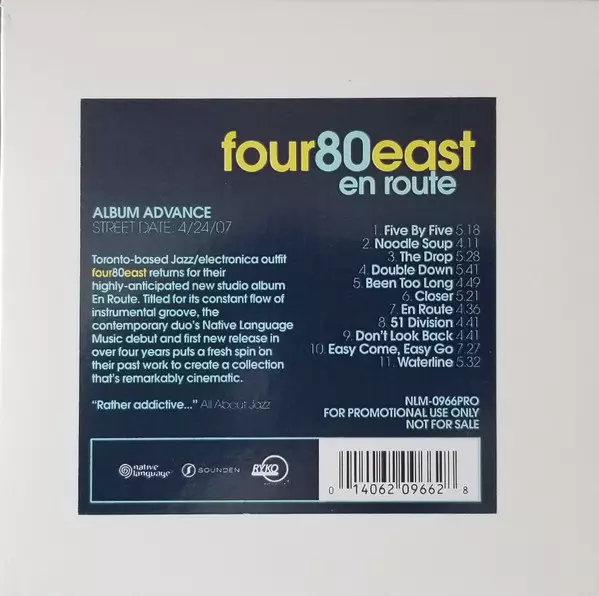 four80east
en route
ALBUM ADVANCE
STREET DATE: 4/24/07
Toronto-based Jazz/electronica outfit
four80east returns for their
highly-anticipated new studio album
En Route. Titled for its constant flow of
instrumental groove, the
contemporary duo's Native Language
Music debut and first new release in
over four years puts a fresh spin on
their past work to create a collection
that's remarkably cinematic.
"Rather addictive..." All About Jazz
1. Five By Five 5.18
2. Noodle Soup 4.11
3. The Drop 5.28
4. Double Down 5.41
5. Been Too Long 4.49
6. Closer 5.21
7. En Route 4.36
8. 51 Division 4.41
9. Don't Look Back 4.41
10. Easy Come, Easy Go 7.27
11. Waterline 5.32
NLM-0966PRO
FOR PROMOTIONAL USE ONLY
NOT FOR SALE
native
language
SOUNDEN
RYKO
0 14062 09662 8